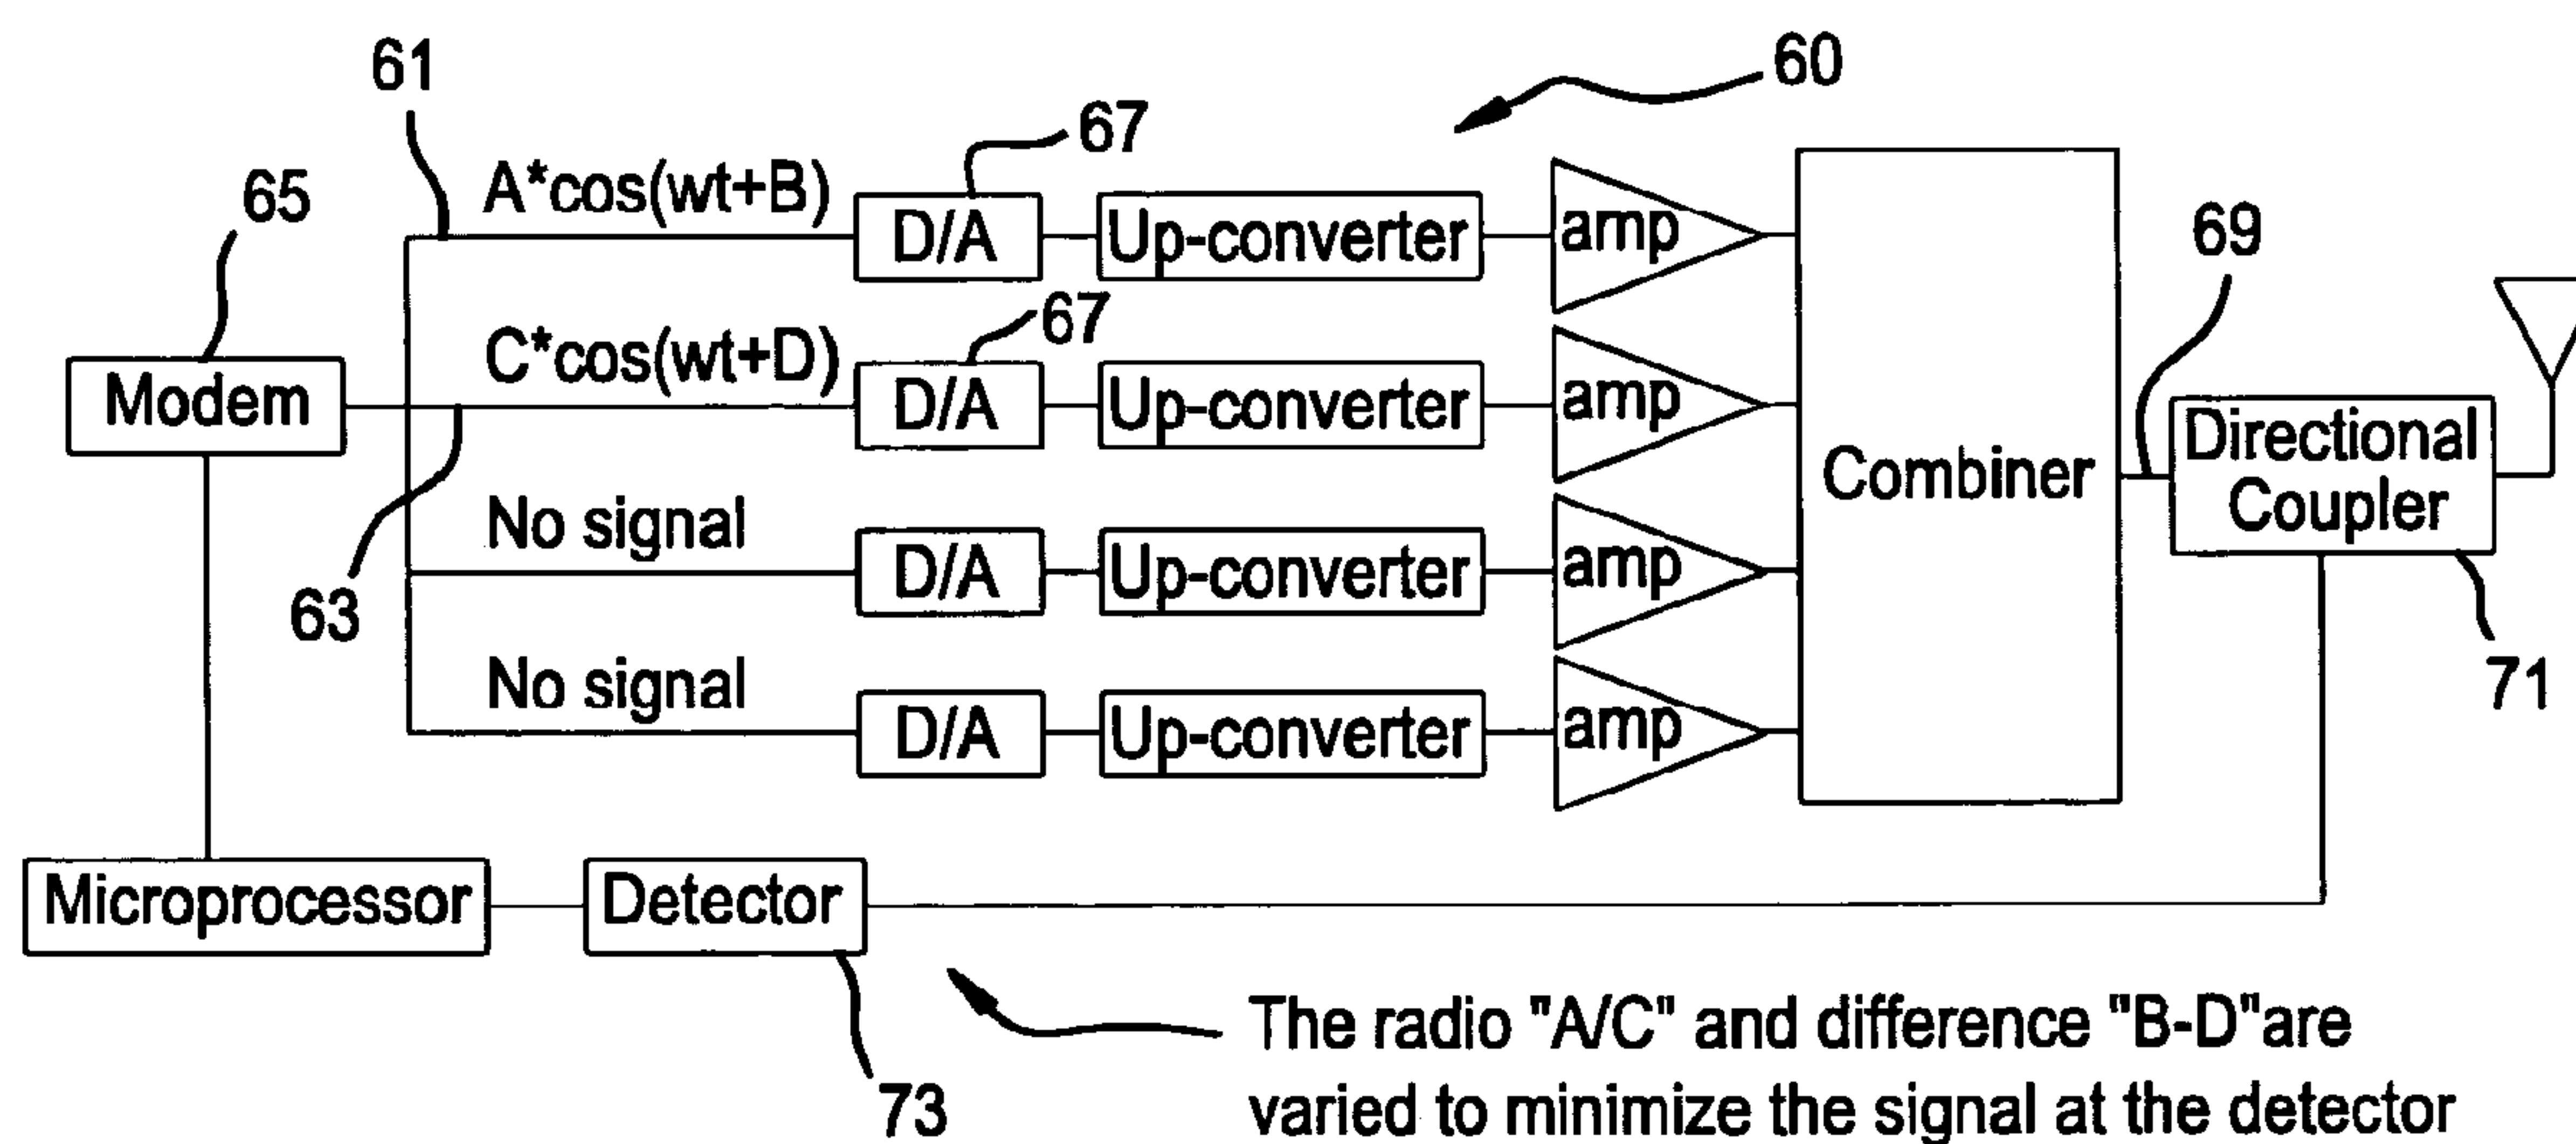 60
61
67
A*cos(wt+B)
65
D/A
Up-converter
amp
69
67
C*cos(wt+D)
Modem
D/A
Up-converter
amp
Combiner
Directional
Coupler
No signal
63
D/A
Up-converter
amp
71
No signal
D/A
Up-converter
amp
Microprocessor
Detector
73
The radio "A/C" and difference "B-D"are
varied to minimize the signal at the detector